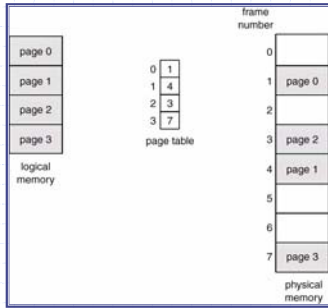 page 0
page 1
page 2
page 3
logical
memory
0 1
1 4
2 3
3 7
page table
frame
number
0
1 page 0
2
3 page 2
4 page 1
5
6
7 page 3
physical
memory